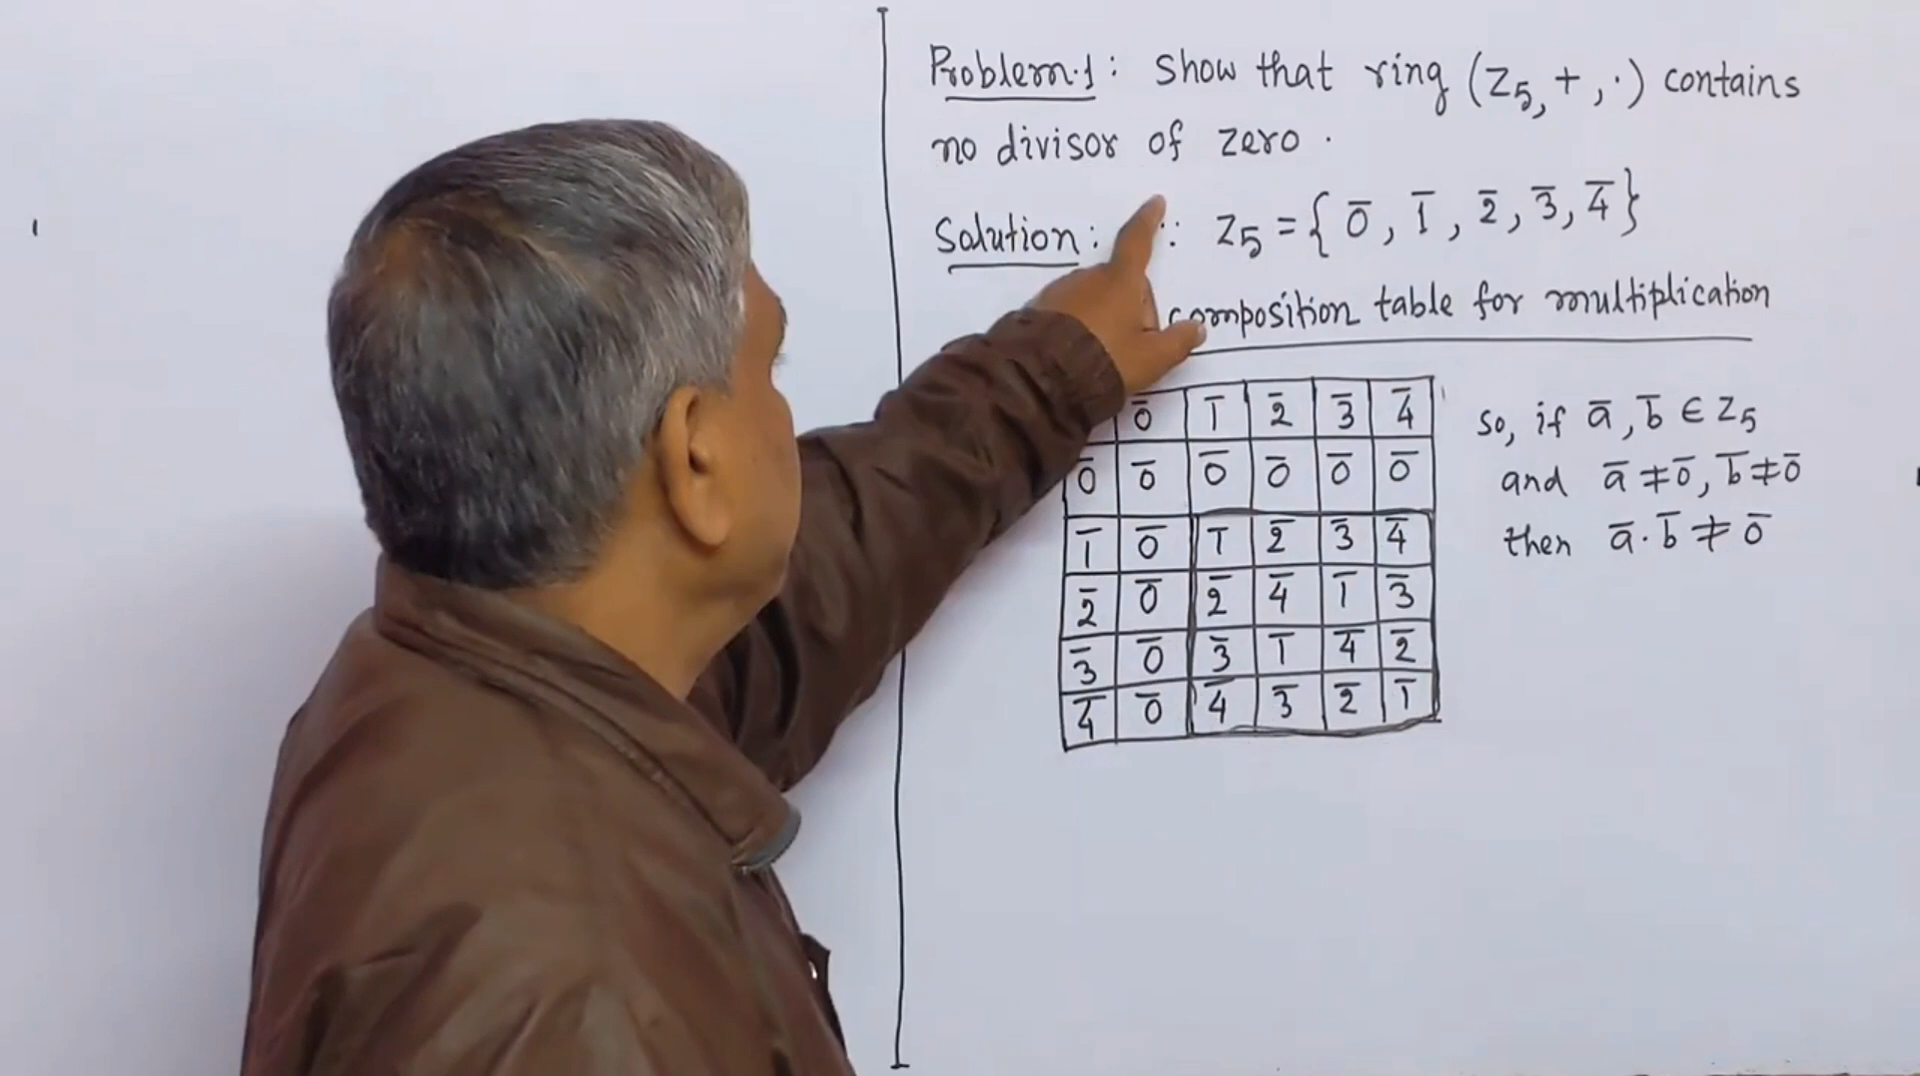 Problem.1: Show that ring (Z₅, +, ·) contains
no divisor of zero.
Solution: ∵ Z₅ = { 0̅, 1̅, 2̅, 3̅, 4̅ }
composition table for multiplication
0̅ 1̅ 2̅ 3̅ 4̅
0̅ 0̅ 0̅ 0̅ 0̅ 0̅
1̅ 0̅ 1̅ 2̅ 3̅ 4̅
2̅ 0̅ 2̅ 4̅ 1̅ 3̅
3̅ 0̅ 3̅ 1̅ 4̅ 2̅
4̅ 0̅ 4̅ 3̅ 2̅ 1̅
So, if a̅, b̅ ∈ Z₅
and a̅ ≠ 0̅, b̅ ≠ 0̅
then a̅ · b̅ ≠ 0̅